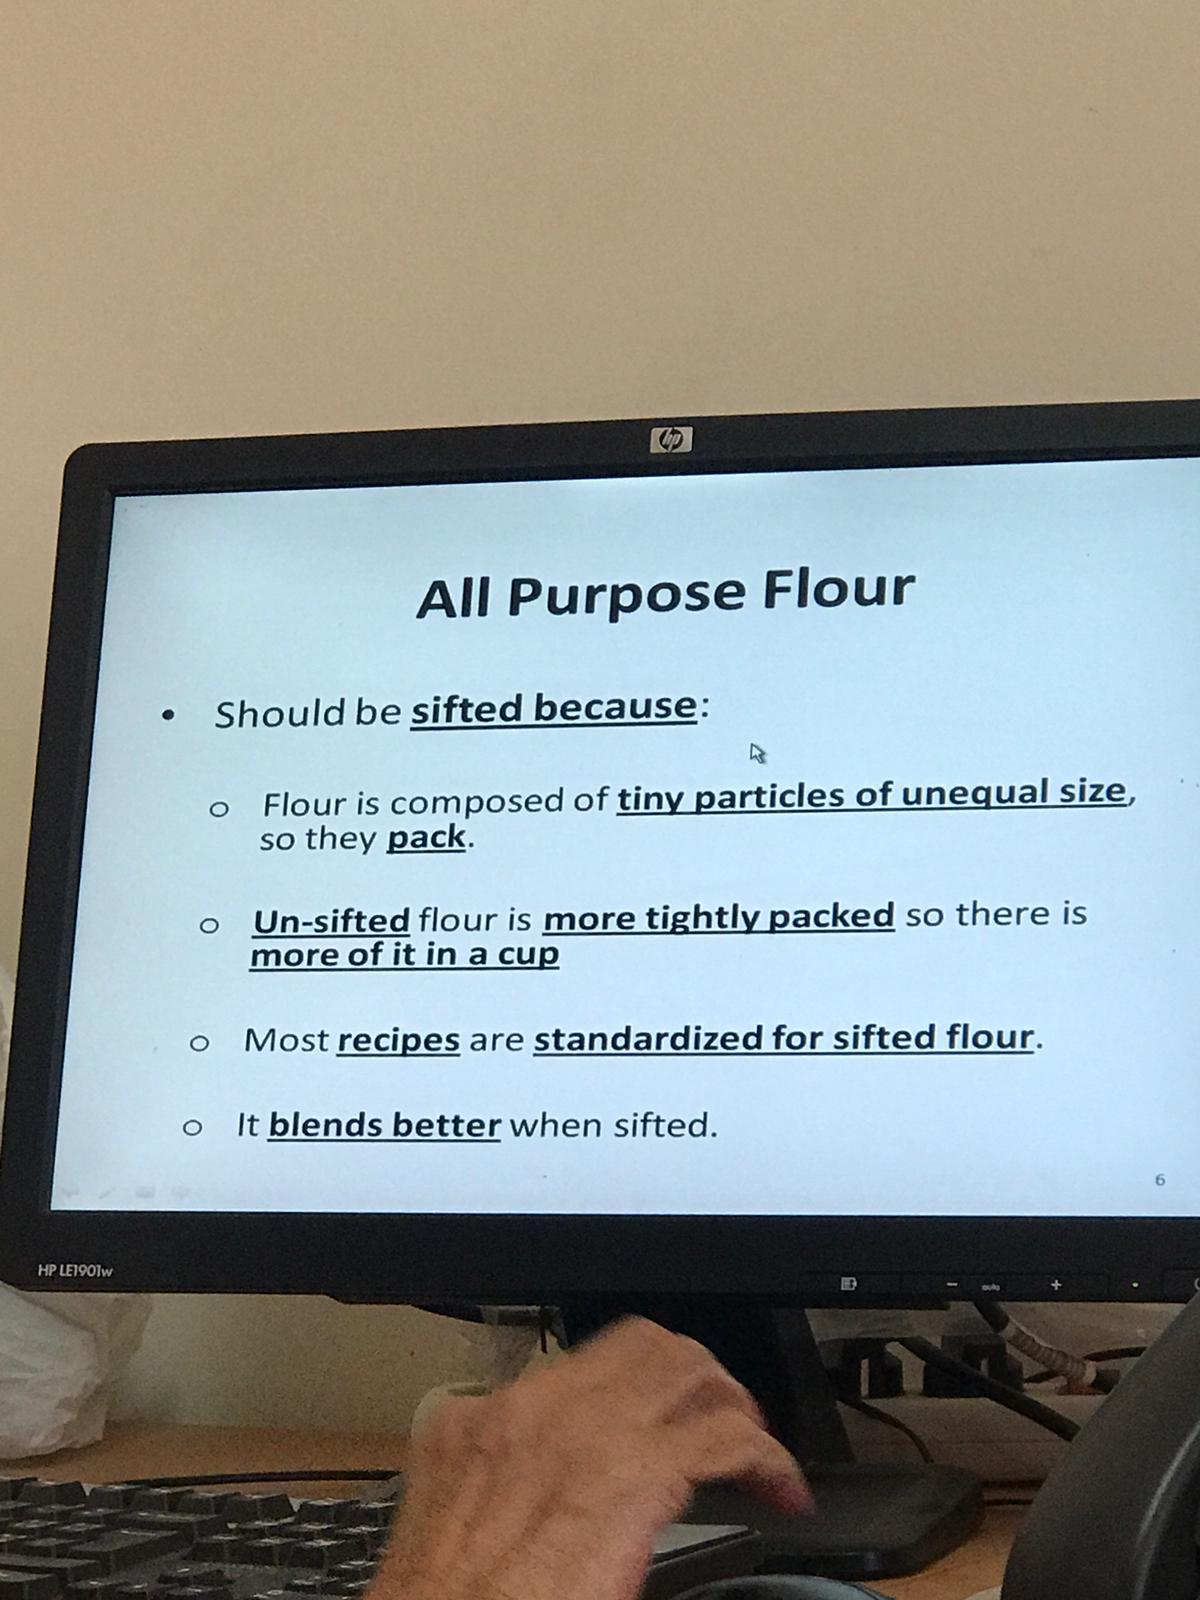 hp
All Purpose Flour
• Should be sifted because:
o Flour is composed of tiny particles of unequal size,
so they pack.
o Un-sifted flour is more tightly packed so there is
more of it in a cup
o Most recipes are standardized for sifted flour.
o It blends better when sifted.
6
HP LE1901w
− auto +